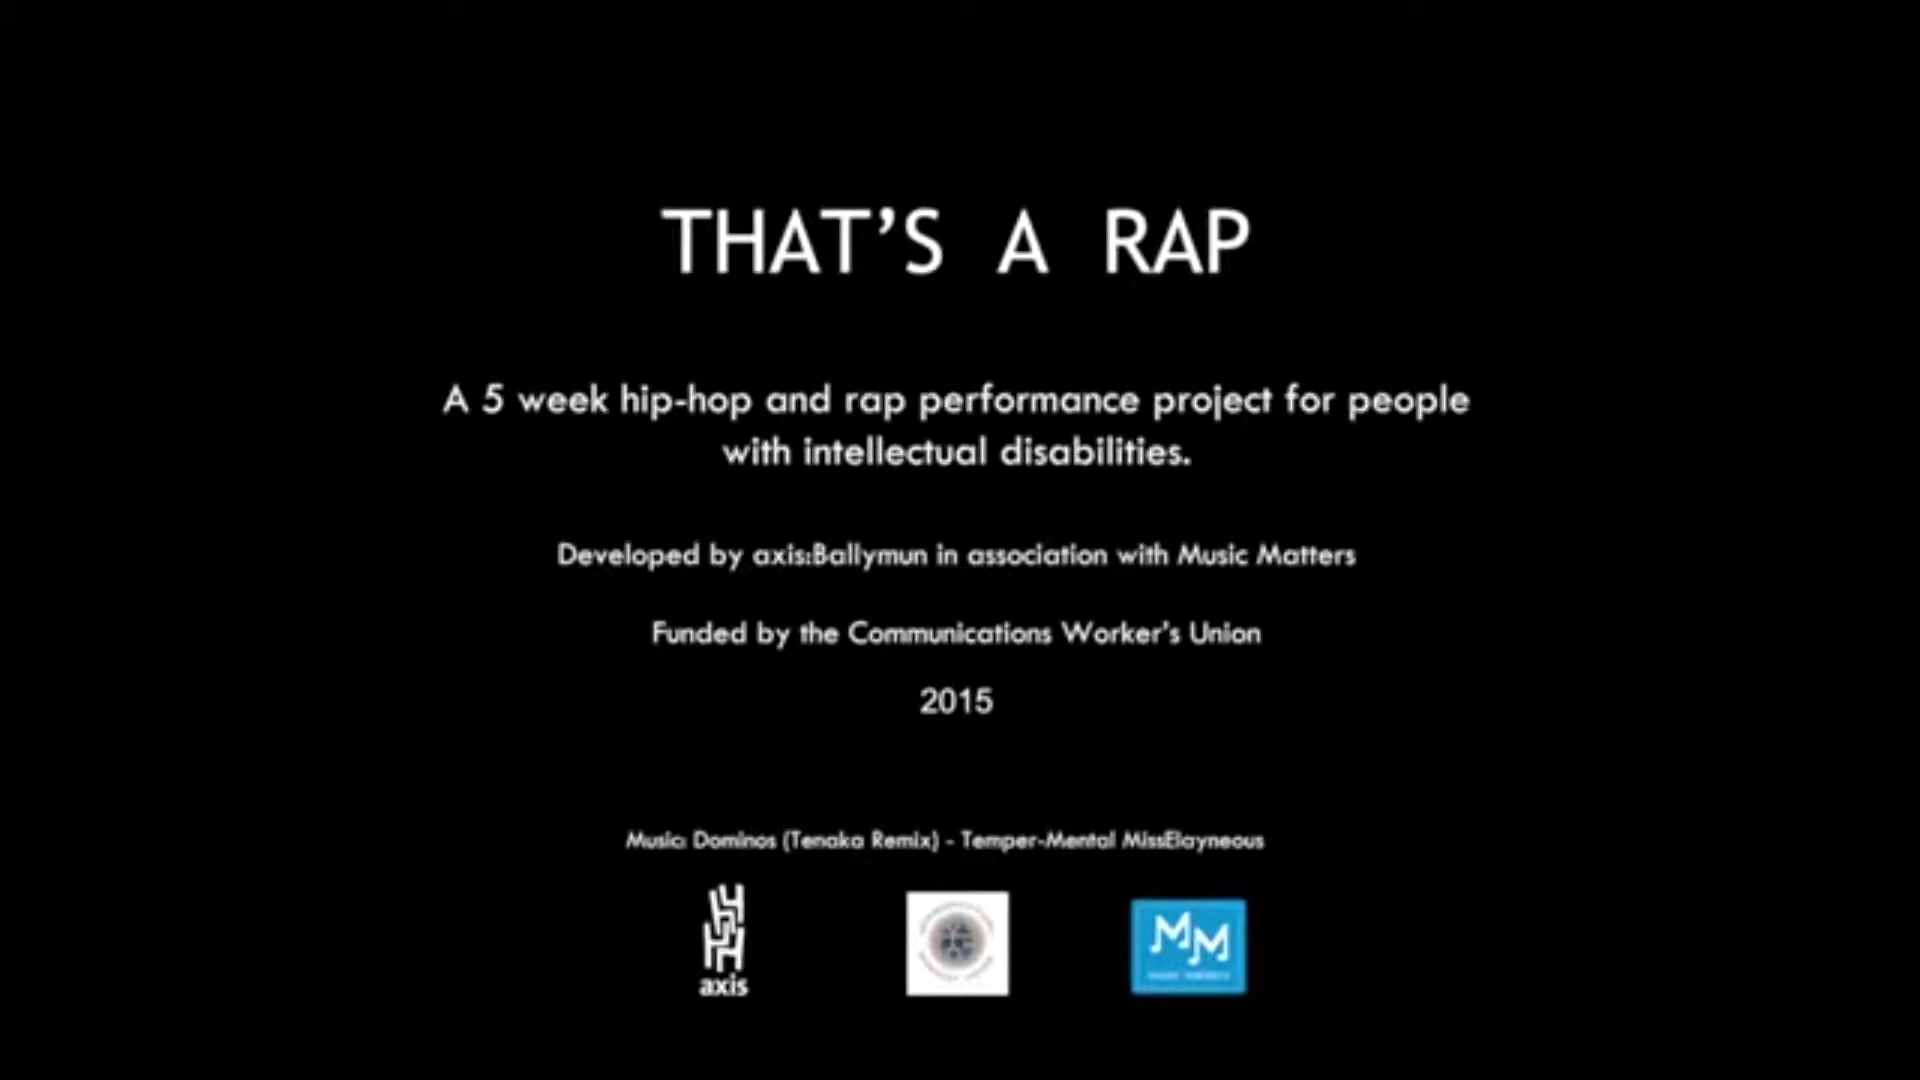 THAT'S A RAP
A 5 week hip-hop and rap performance project for people
with intellectual disabilities.
Developed by axis:Ballymun in association with Music Matters
Funded by the Communications Worker's Union
2015
Music: Dominos (Tenaka Remix) - Temper-Mental MissElayneous
axis
MM